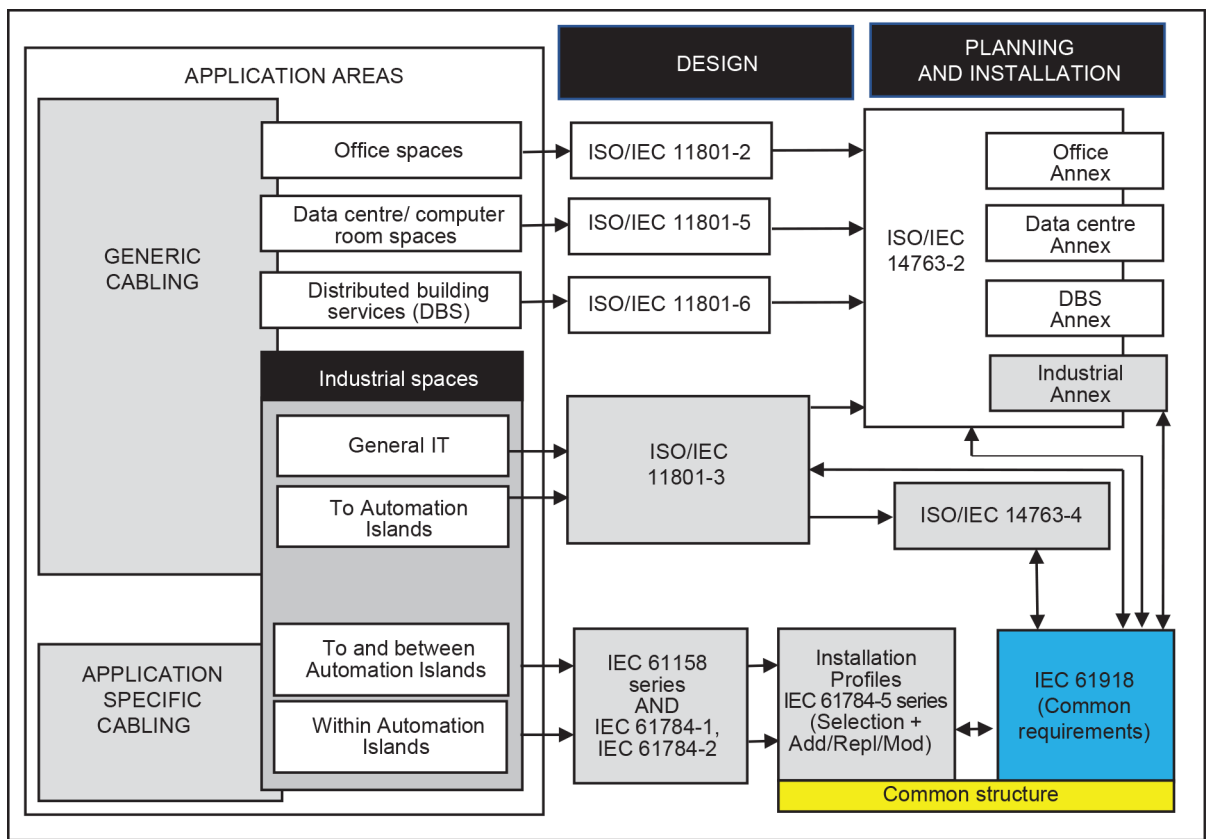 APPLICATION AREAS
DESIGN
PLANNING
AND INSTALLATION
GENERIC
CABLING
Office spaces
ISO/IEC 11801-2
Data centre/ computer
room spaces
ISO/IEC 11801-5
Distributed building
services (DBS)
ISO/IEC 11801-6
ISO/IEC
14763-2
Office
Annex
Data centre
Annex
DBS
Annex
Industrial
Annex
Industrial spaces
General IT
To Automation
Islands
ISO/IEC
11801-3
ISO/IEC 14763-4
APPLICATION
SPECIFIC
CABLING
To and between
Automation Islands
Within Automation
Islands
IEC 61158
series
AND
IEC 61784-1,
IEC 61784-2
Installation
Profiles
IEC 61784-5 series
(Selection +
Add/Repl/Mod)
IEC 61918
(Common
requirements)
Common structure